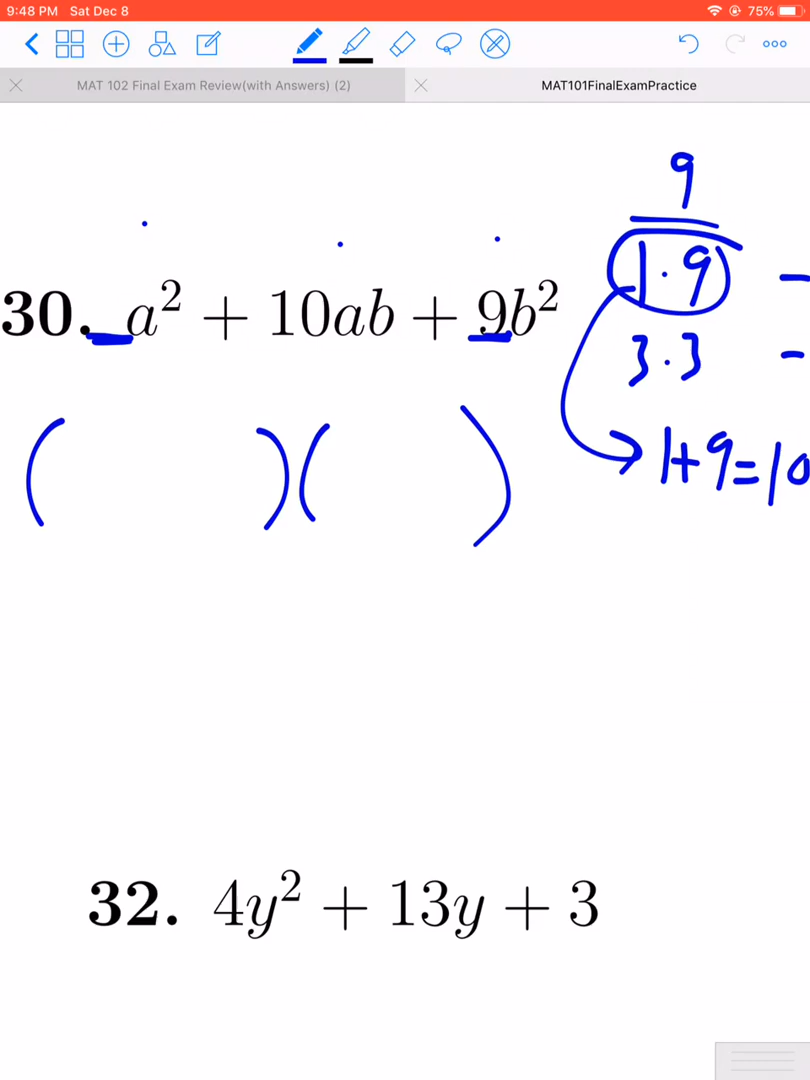 9:48 PM Sat Dec 8 75%
MAT 102 Final Exam Review(with Answers) (2)
MAT101FinalExamPractice
9
1·9 -
3·3 -
30. a² + 10ab + 9b²
( )( )
1+9=10
32. 4y² + 13y + 3